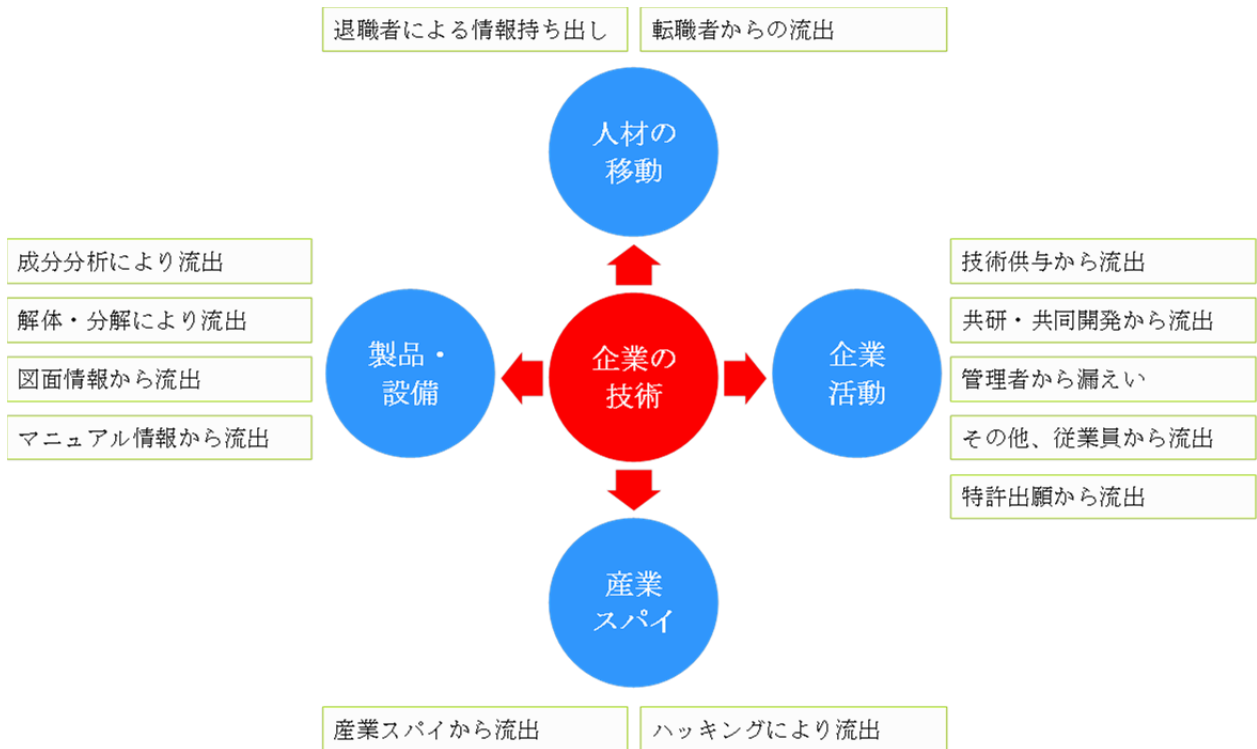 退職者による情報持ち出し
転職者からの流出
人材の
移動
成分分析により流出
解体・分解により流出
図面情報から流出
マニュアル情報から流出
製品・
設備
企業の
技術
企業
活動
技術供与から流出
共研・共同開発から流出
管理者から漏えい
その他、従業員から流出
特許出願から流出
産業
スパイ
産業スパイから流出
ハッキングにより流出